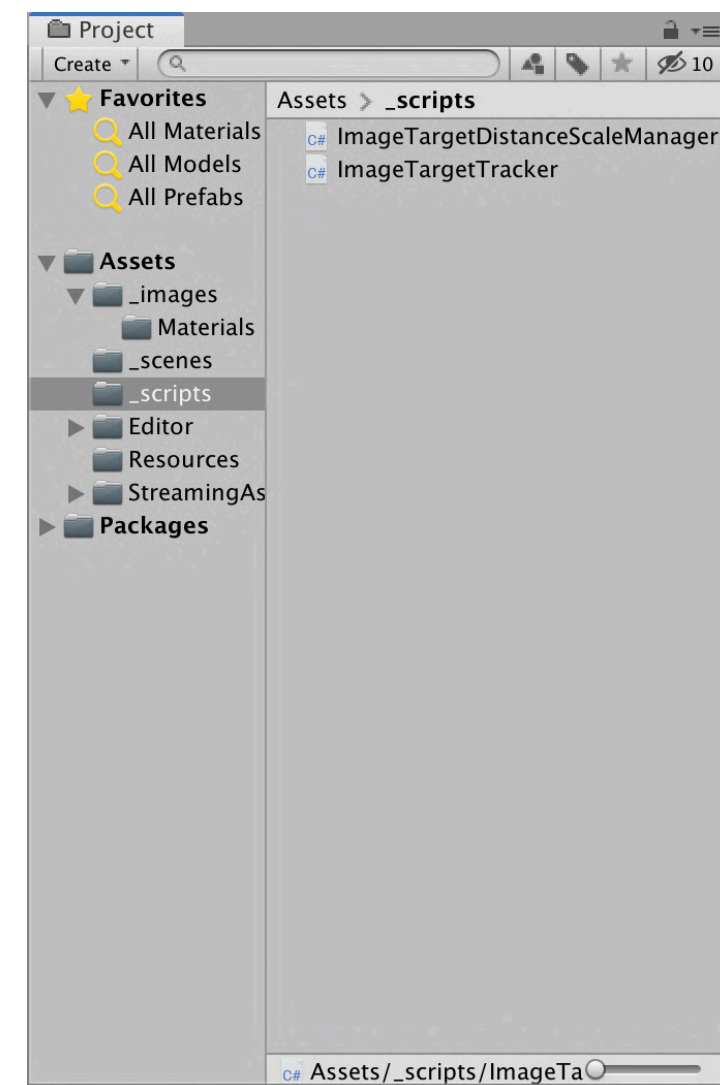 Project
Create
10
Favorites
All Materials
All Models
All Prefabs
Assets
_images
Materials
_scenes
_scripts
Editor
Resources
StreamingAs
Packages
Assets > _scripts
C# ImageTargetDistanceScaleManager
C# ImageTargetTracker
C# Assets/_scripts/ImageTa